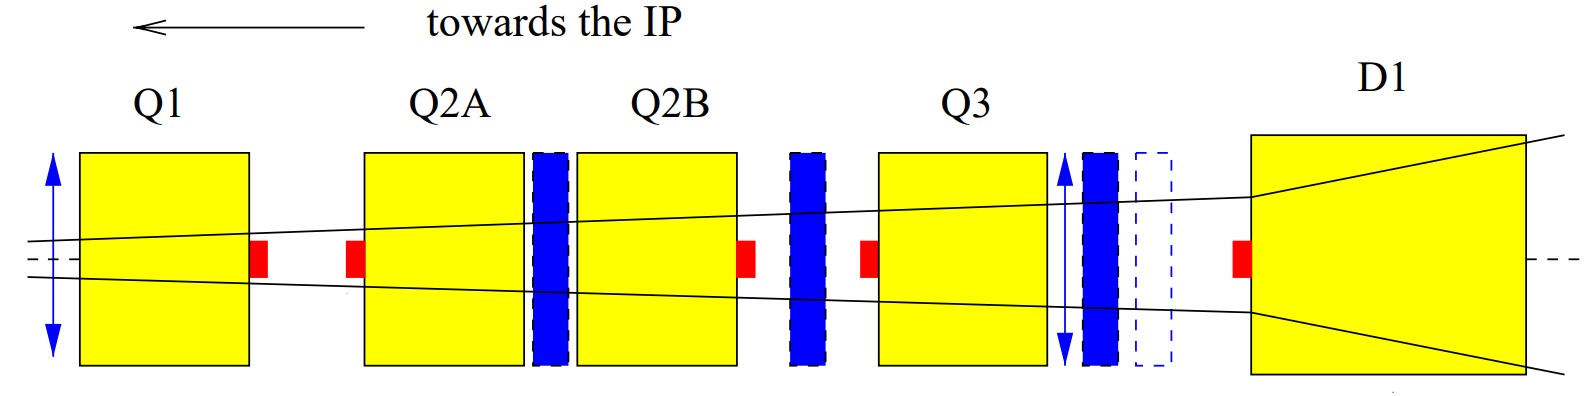 towards the IP
D1
Q1 Q2A Q2B Q3